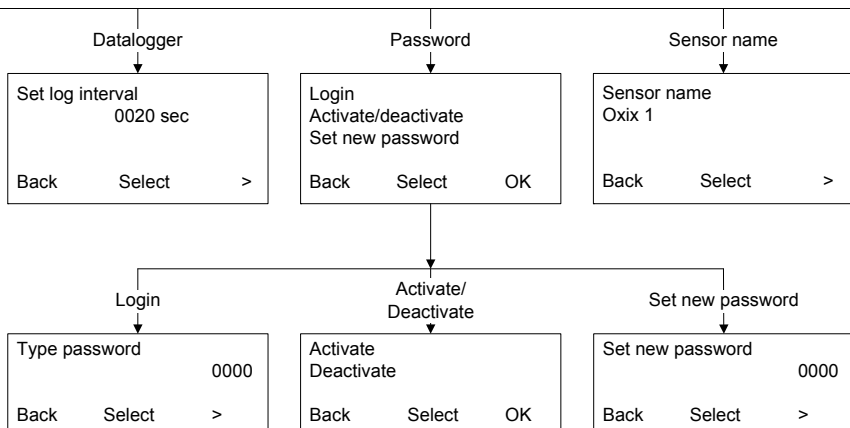 Datalogger
Password
Sensor name
Set log interval
0020 sec
Back Select >
Login
Activate/deactivate
Set new password
Back Select OK
Sensor name
Oxix 1
Back Select >
Login
Activate/
Deactivate
Set new password
Type password
0000
Back Select >
Activate
Deactivate
Back Select OK
Set new password
0000
Back Select >